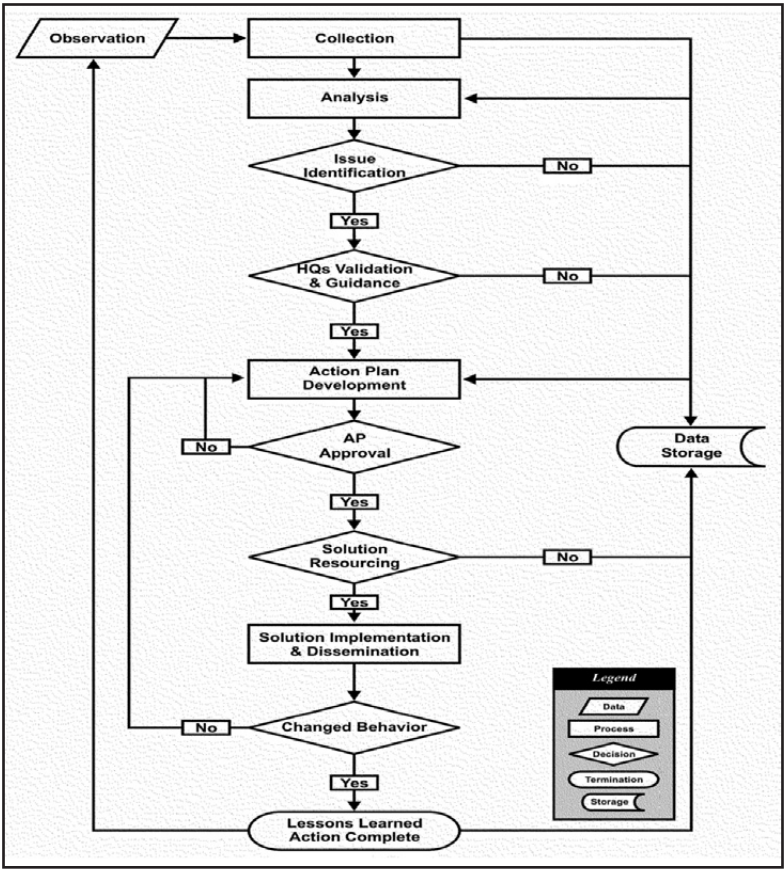 Observation
Collection
Analysis
Issue
Identification
No
Yes
HQs Validation
& Guidance
No
Yes
Action Plan
Development
AP
Approval
No
Data
Storage
Yes
Solution
Resourcing
No
Yes
Solution Implementation
& Dissemination
Changed Behavior
No
Yes
Lessons Learned
Action Complete
Legend
Data
Process
Decision
Termination
Storage